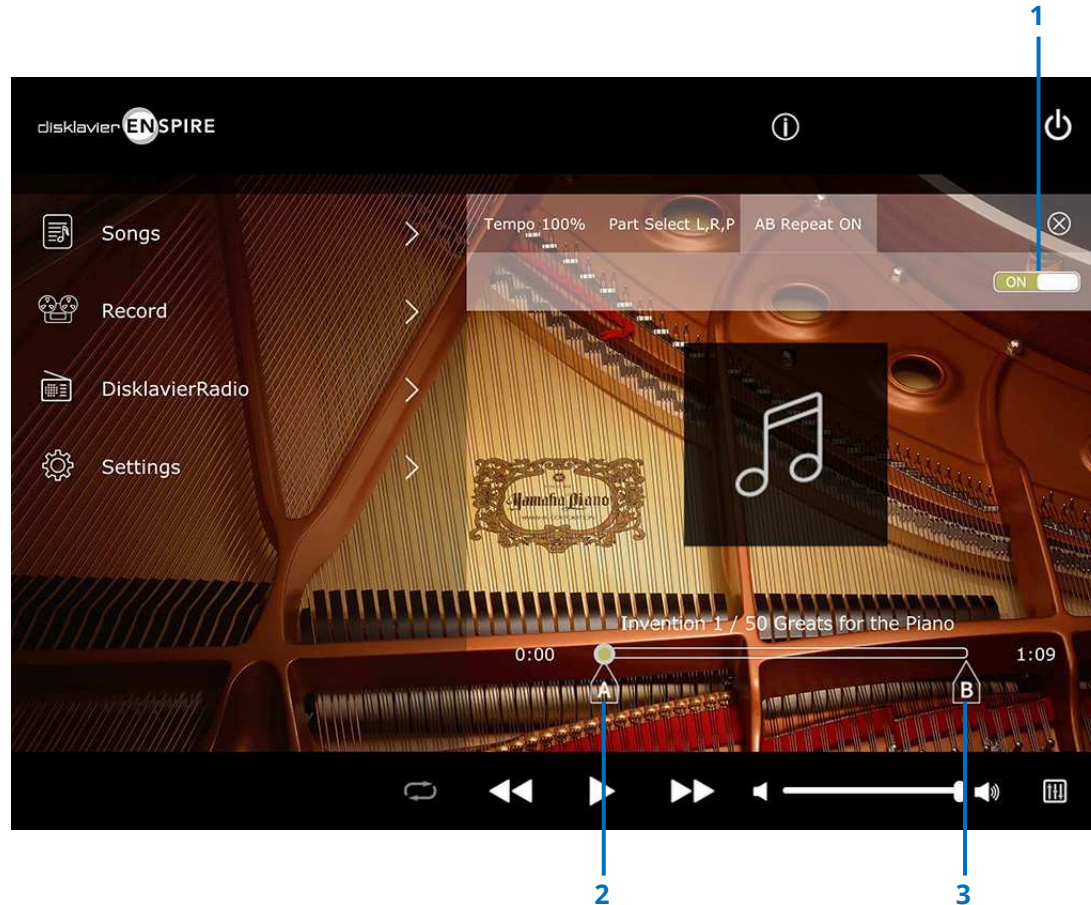 1
disklavier ENSPIRE
Songs
Tempo 100% Part Select L,R,P AB Repeat ON
ON
Record
DisklavierRadio
Settings
Yamaha Piano
Invention 1 / 50 Greats for the Piano
0:00 1:09
A B
2 3